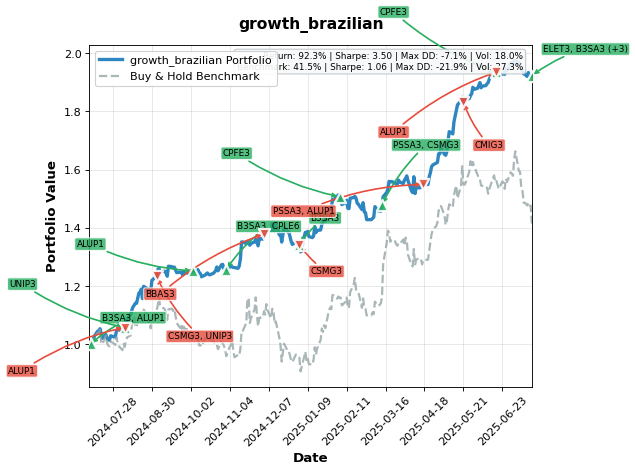 CPFE3
growth_brazilian
urn: 92.3% | Sharpe: 3.50 | Max DD: -7.1% | Vol: 18.0%
rk: 41.5% | Sharpe: 1.06 | Max DD: -21.9% | Vol: 27.3%
growth_brazilian Portfolio
Buy & Hold Benchmark
ELET3, B3SA3 (+3)
ALUP1
PSSA3, CSMG3
CMIG3
CPFE3
PSSA3, ALUP1
B3SA3
B3SA3, CPLE6
ALUP1
CSMG3
UNIP3
BBAS3
B3SA3, ALUP1
CSMG3, UNIP3
ALUP1
Portfolio Value
2.0
1.8
1.6
1.4
1.2
1.0
2024-07-28
2024-08-30
2024-10-02
2024-11-04
2024-12-07
2025-01-09
2025-02-11
2025-03-16
2025-04-18
2025-05-21
2025-06-23
Date